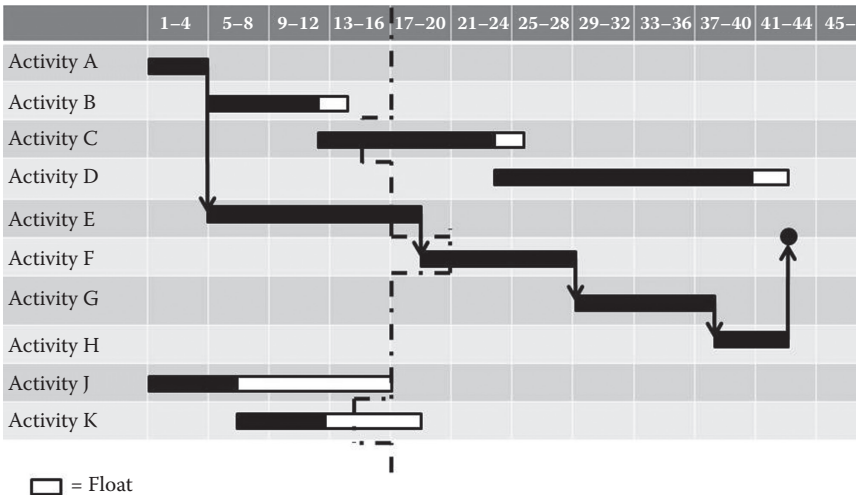 1–4 5–8 9–12 13–16 17–20 21–24 25–28 29–32 33–36 37–40 41–44 45–
Activity A
Activity B
Activity C
Activity D
Activity E
Activity F
Activity G
Activity H
Activity J
Activity K
= Float